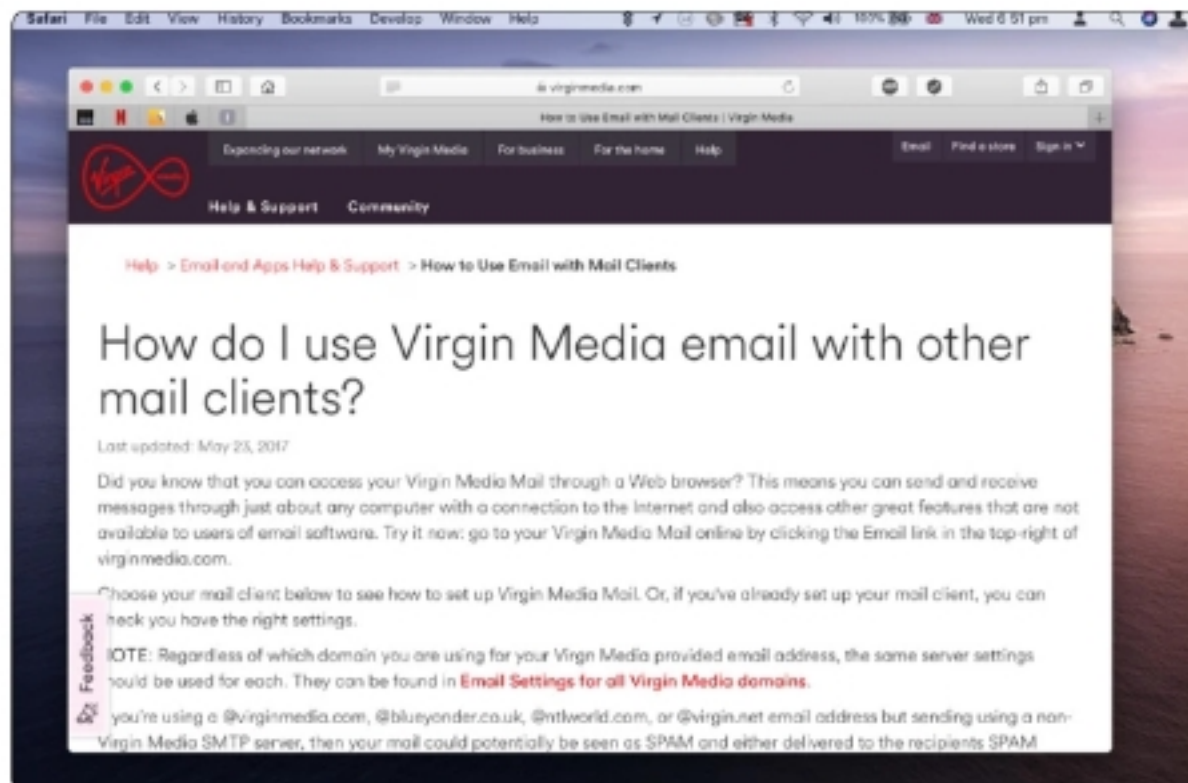 Safari File Edit View History Bookmarks Develop Window Help 100% Wed 6 51 pm
virginmedia.com
How to Use Email with Mail Clients | Virgin Media
Expanding our network My Virgin Media For business For the home Help Email Find a store Sign in
Virgin
Help & Support Community
Help > Email and Apps Help & Support > How to Use Email with Mail Clients
How do I use Virgin Media email with other
mail clients?
Last updated: May 23, 2017
Did you know that you can access your Virgin Media Mail through a Web browser? This means you can send and receive
messages through just about any computer with a connection to the Internet and also access other great features that are not
available to users of email software. Try it now: go to your Virgin Media Mail online by clicking the Email link in the top-right of
virginmedia.com.
Choose your mail client below to see how to set up Virgin Media Mail. Or, if you've already set up your mail client, you can
heck you have the right settings.
OTE: Regardless of which domain you are using for your Virgn Media provided email address, the same server settings
hould be used for each. They can be found in Email Settings for all Virgin Media domains.
you're using a @virginmedia.com, @blueyonder.co.uk, @ntlworld.com, or @virgin.net email address but sending using a non-
Virgin Media SMTP server, then your mail could potentially be seen as SPAM and either delivered to the recipients SPAM
Feedback